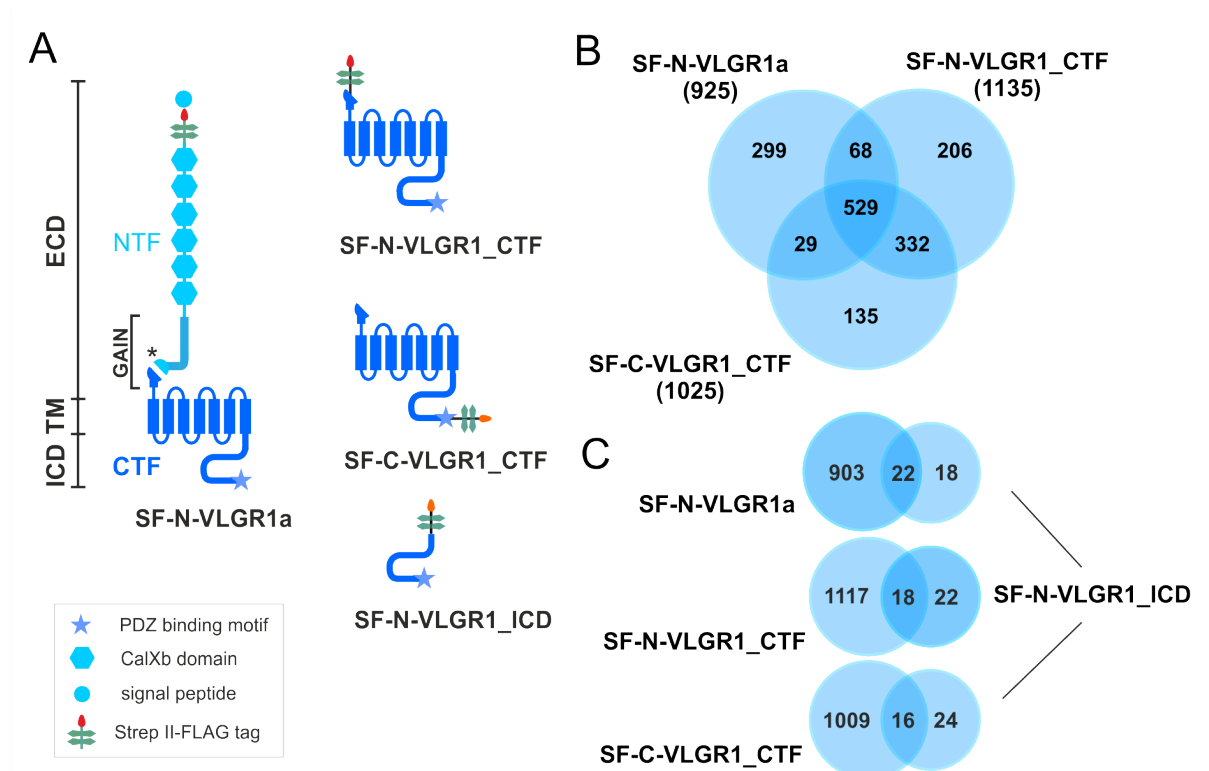 A
ECD
NTF
GAIN
*
TM
ICD
CTF
SF-N-VLGR1a
SF-N-VLGR1_CTF
SF-C-VLGR1_CTF
SF-N-VLGR1_ICD
PDZ binding motif
CalXb domain
signal peptide
Strep II-FLAG tag
B
SF-N-VLGR1a
(925)
SF-N-VLGR1_CTF
(1135)
299
68
206
529
29
332
135
SF-C-VLGR1_CTF
(1025)
C
903
22
18
SF-N-VLGR1a
1117
18
22
SF-N-VLGR1_ICD
SF-N-VLGR1_CTF
1009
16
24
SF-C-VLGR1_CTF